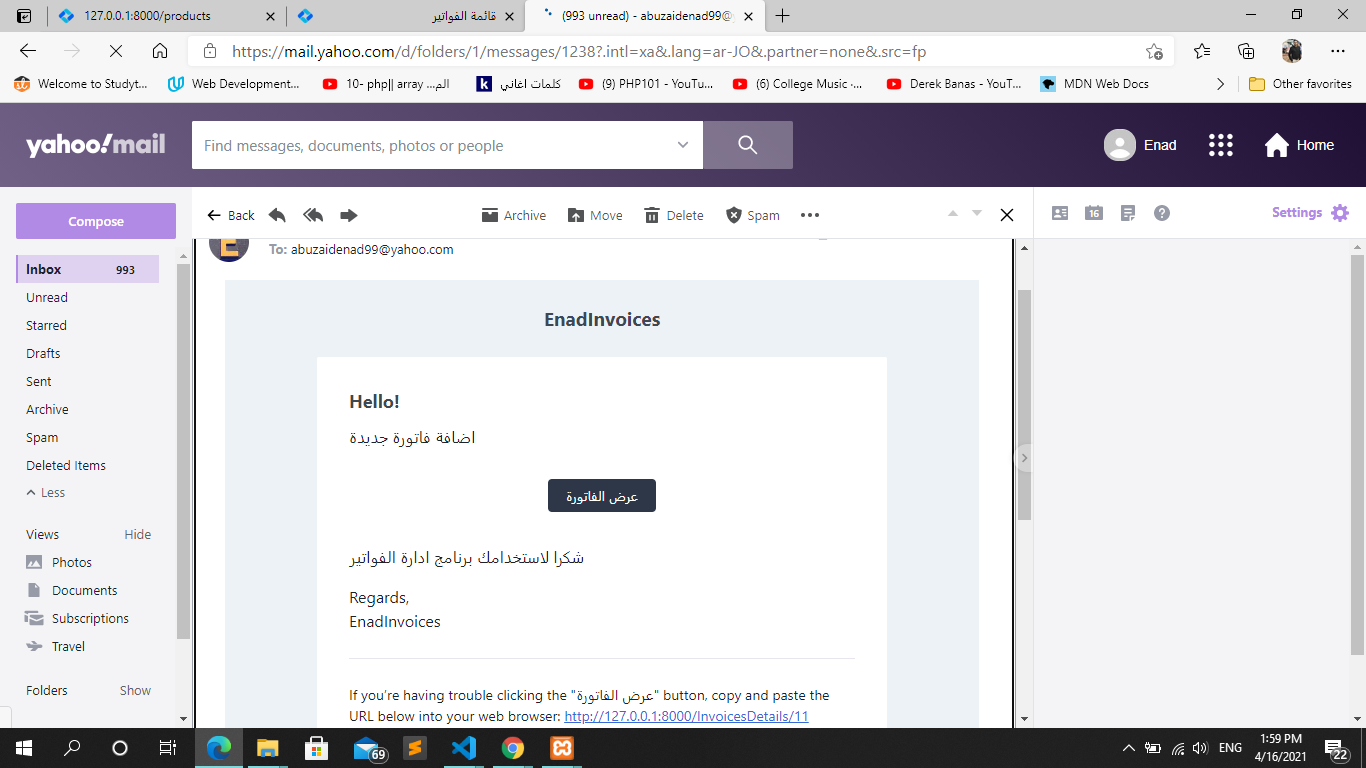 127.0.0.1:8000/products
قائمة الفواتير
(993 unread) - abuzaidenad99@
https://mail.yahoo.com/d/folders/1/messages/1238?.intl=xa&.lang=ar-JO&.partner=none&.src=fp
Welcome to Studyt...
Web Development...
10- php|| array ...الم
كلمات اغاني
(9) PHP101 - YouTu...
(6) College Music -...
Derek Banas - YouT...
MDN Web Docs
Other favorites
yahoo!mail
Find messages, documents, photos or people
Enad
Home
Compose
Back
Archive
Move
Delete
Spam
16
Settings
Inbox 993
Unread
Starred
Drafts
Sent
Archive
Spam
Deleted Items
Less
Views Hide
Photos
Documents
Subscriptions
Travel
Folders Show
E
To: abuzaidenad99@yahoo.com
EnadInvoices
Hello!
اضافة فاتورة جديدة
عرض الفاتورة
شكرا لاستخدامك برنامج ادارة الفواتير
Regards,
EnadInvoices
If you're having trouble clicking the "عرض الفاتورة" button, copy and paste the
URL below into your web browser: http://127.0.0.1:8000/InvoicesDetails/11
69
ENG
1:59 PM
4/16/2021
22